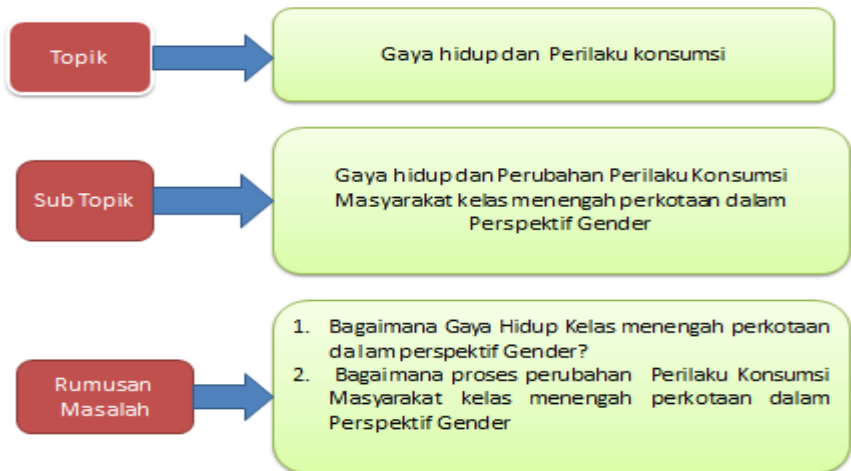 Topik
Gaya hidup dan Perilaku konsumsi
Sub Topik
Gaya hidup dan Perubahan Perilaku Konsumsi
Masyarakat kelas menengah perkotaan dalam
Perspektif Gender
Rumusan
Masalah
1. Bagaimana Gaya Hidup Kelas menengah perkotaan
dalam perspektif Gender?
2. Bagaimana proses perubahan Perilaku Konsumsi
Masyarakat kelas menengah perkotaan dalam
Perspektif Gender